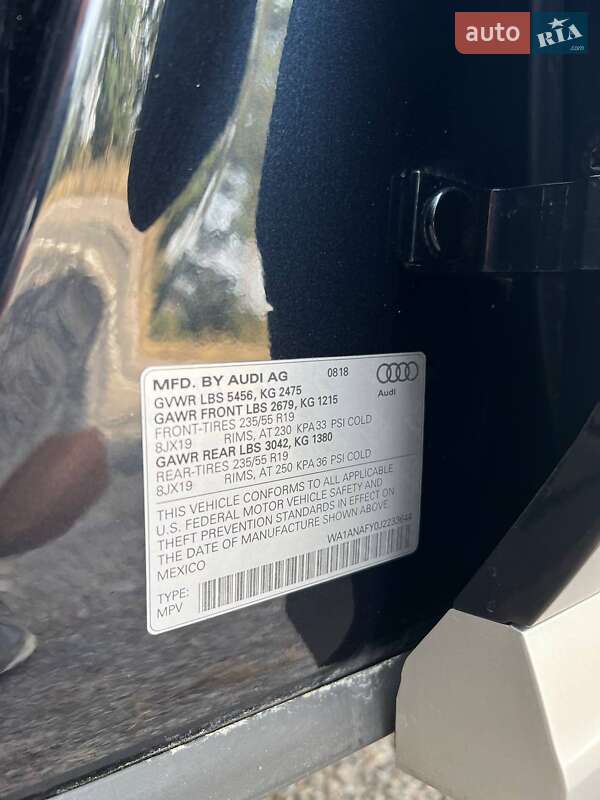 auto RIA .com
MFD. BY AUDI AG 0818
GVWR LBS 5456, KG 2475
GAWR FRONT LBS 2679, KG 1215
FRONT-TIRES 235/55 R19
8JX19 RIMS, AT 230 KPA 33 PSI COLD
GAWR REAR LBS 3042, KG 1380
REAR-TIRES 235/55 R19
8JX19 RIMS, AT 250 KPA 36 PSI COLD
Audi
THIS VEHICLE CONFORMS TO ALL APPLICABLE
U.S. FEDERAL MOTOR VEHICLE SAFETY AND
THEFT PREVENTION STANDARDS IN EFFECT ON
THE DATE OF MANUFACTURE SHOWN ABOVE.
MEXICO WA1ANAFY0J2233644
TYPE:
MPV